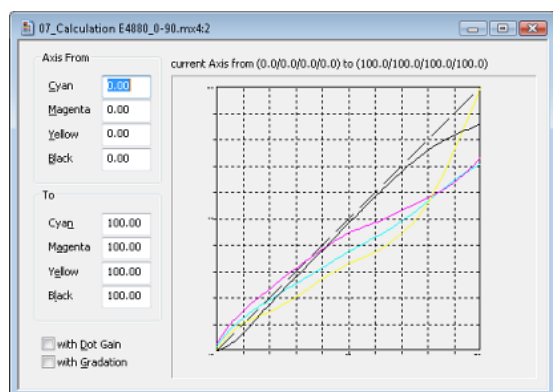 07_Calculation E4880_0-90.mx4:2
Axis From
Cyan 0.00
Magenta 0.00
Yellow 0.00
Black 0.00
To
Cyan 100.00
Magenta 100.00
Yellow 100.00
Black 100.00
with Dot Gain
with Gradation
current Axis from (0.0/0.0/0.0/0.0) to (100.0/100.0/100.0/100.0)